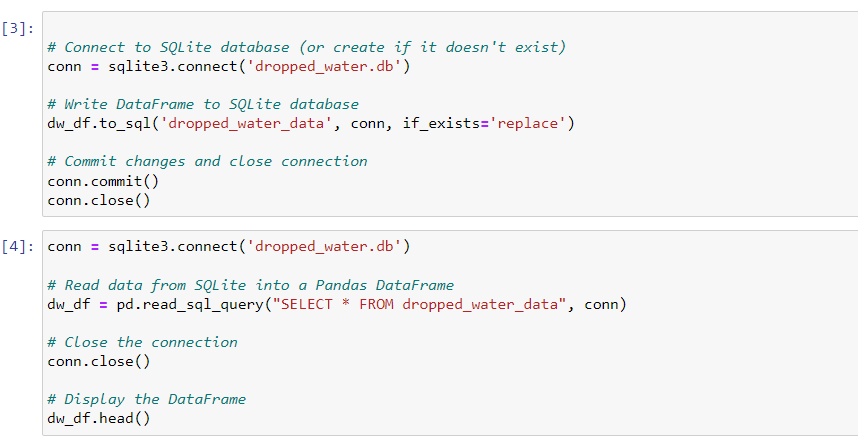 [3]:
# Connect to SQLite database (or create if it doesn't exist)
conn = sqlite3.connect('dropped_water.db')
# Write DataFrame to SQLite database
dw_df.to_sql('dropped_water_data', conn, if_exists='replace')
# Commit changes and close connection
conn.commit()
conn.close()
[4]: conn = sqlite3.connect('dropped_water.db')
# Read data from SQLite into a Pandas DataFrame
dw_df = pd.read_sql_query("SELECT * FROM dropped_water_data", conn)
# Close the connection
conn.close()
# Display the DataFrame
dw_df.head()